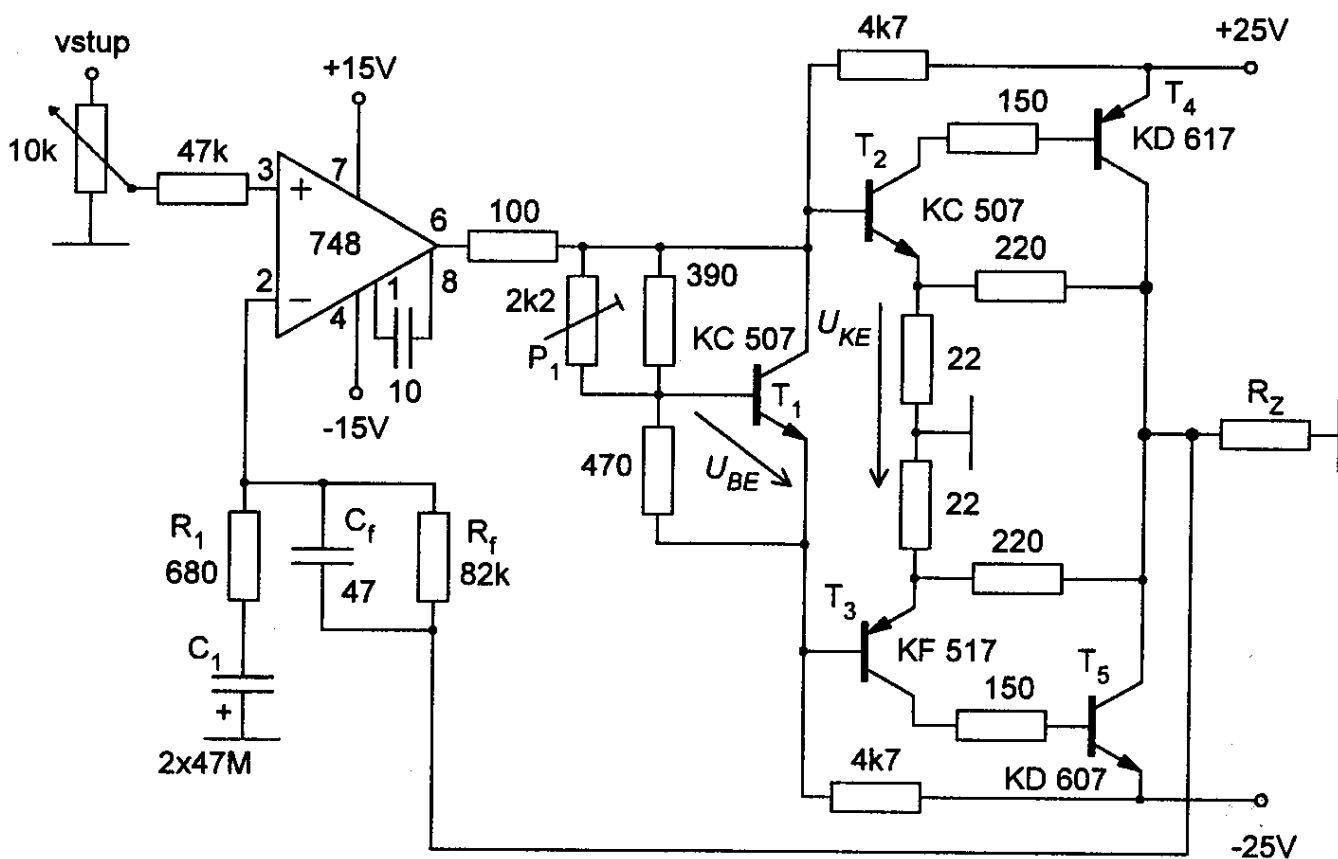 vstup
10k
47k
+15V
3
+
7
748
6
2
−
4
1
8
10
-15V
100
2k2
P1
390
470
KC 507
T1
UBE
4k7
+25V
150
T4
KD 617
T2
KC 507
220
UKE
22
RZ
22
220
T3
KF 517
150
T5
KD 607
4k7
-25V
R1
680
Cf
47
Rf
82k
C1
+
2x47M